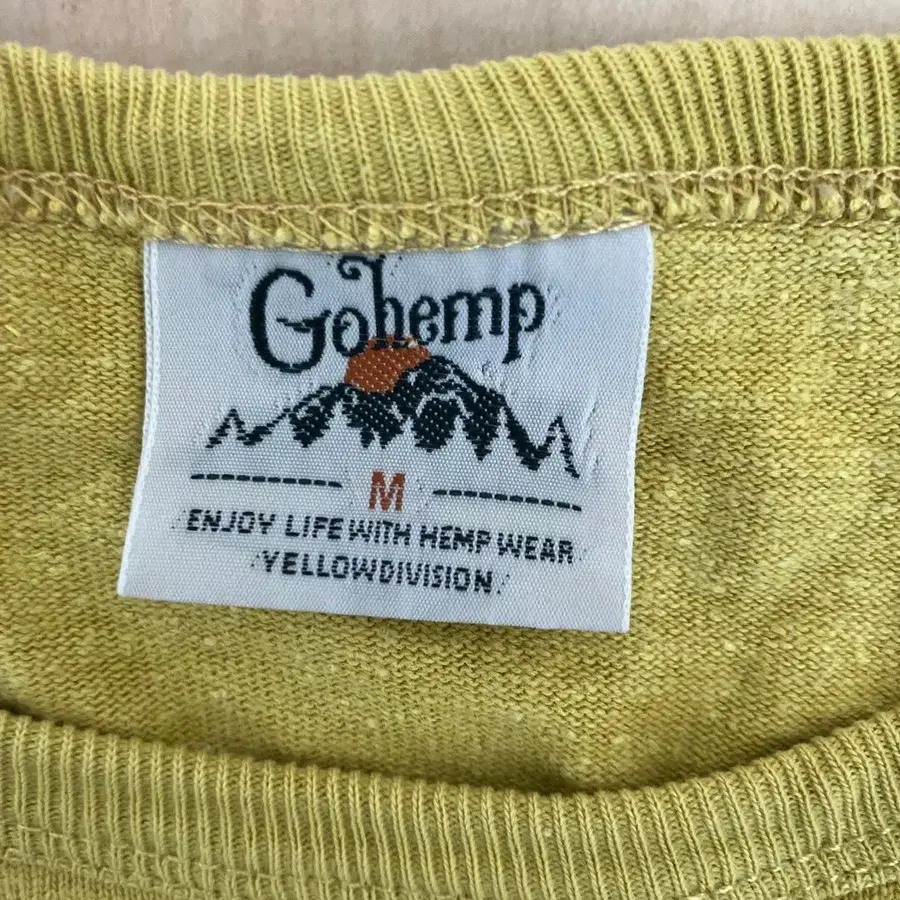 Gohemp
M
ENJOY LIFE WITH HEMP WEAR
YELLOWDIVISION